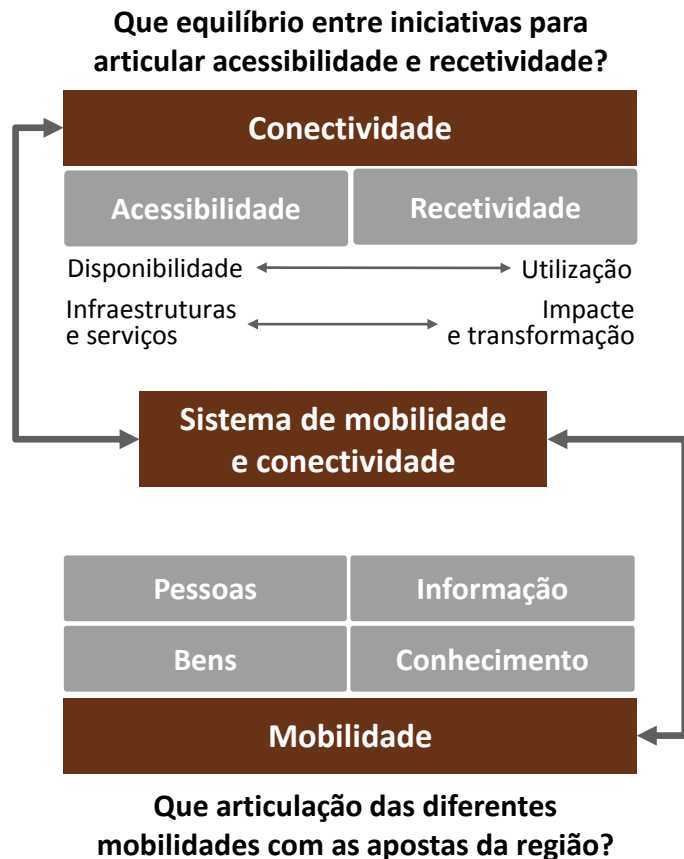 Que equilíbrio entre iniciativas para
articular acessibilidade e recetividade?
Conectividade
Acessibilidade
Recetividade
Disponibilidade
Utilização
Infraestruturas
e serviços
Impacte
e transformação
Sistema de mobilidade
e conectividade
Pessoas
Informação
Bens
Conhecimento
Mobilidade
Que articulação das diferentes
mobilidades com as apostas da região?